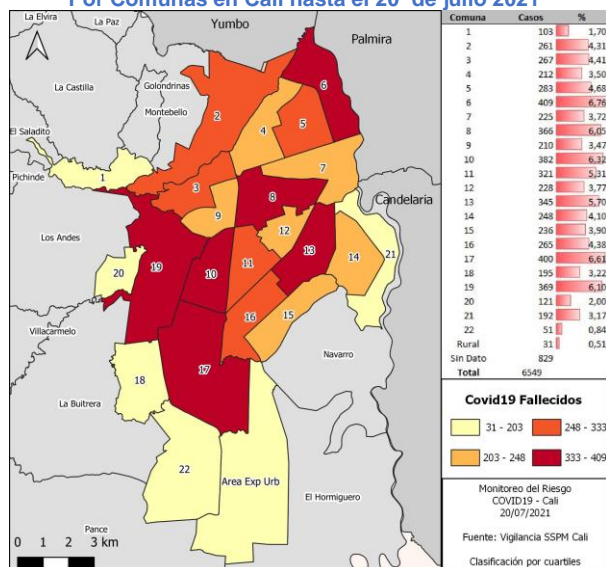 Por Comunas en Cali hasta el 20 de julio 2021
La Elvira
La Paz
Yumbo
Palmira
La Castilla
Golondrinas
Montebello
El Saladito
Pichinde
Los Andes
Candelaria
Villacarmelo
La Buitrera
Navarro
Pance
El Hormiguero
Area Exp Urb
1
2
3
4
5
6
7
8
9
10
11
12
13
14
15
16
17
18
19
20
21
22
0 1 2 3 km
Comuna Casos %
1 103 1,70
2 261 4,31
3 267 4,41
4 212 3,50
5 283 4,68
6 409 6,76
7 225 3,72
8 366 6,05
9 210 3,47
10 382 6,32
11 321 5,31
12 228 3,77
13 345 5,70
14 248 4,10
15 236 3,90
16 265 4,38
17 400 6,61
18 195 3,22
19 369 6,10
20 121 2,00
21 192 3,17
22 51 0,84
Rural 31 0,51
Sin Dato 829
Total 6549
Covid19 Fallecidos
31 - 203
248 - 333
203 - 248
333 - 409
Monitoreo del Riesgo
COVID19 - Cali
20/07/2021
Fuente: Vigilancia SSPM Cali
Clasificación por cuartiles